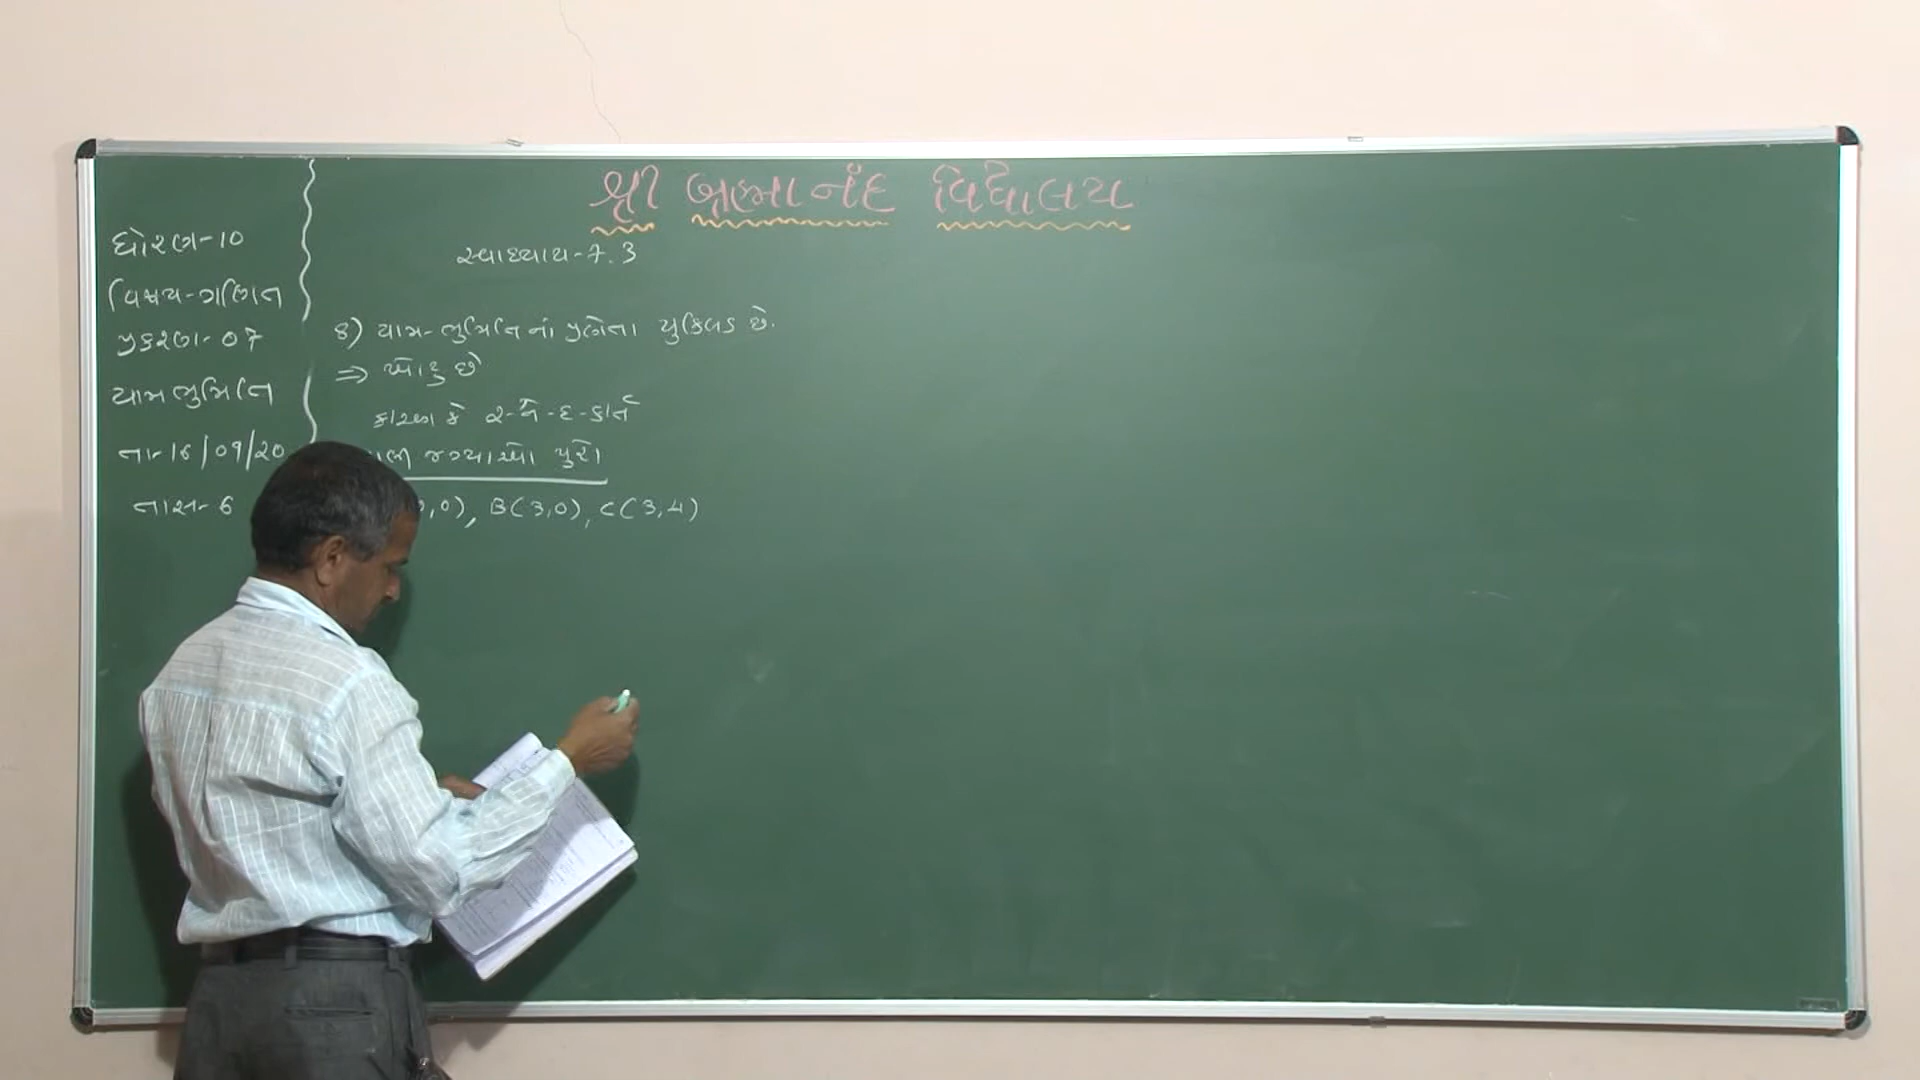 શ્રી બ્રહ્માનંદ વિદ્યાલય
ધોરણ-10
વિષય-ગણિત
પ્રકરણ-07
યામ ભુમિતિ
તા-16/09/20
તાસ-6
સ્વાધ્યાય-7.3
8) યામ-ભુમિતિ નાં પ્રણેતા યુક્લિડ છે.
⇒ ખોટુ છે
કારણ કે ર-ને-દ-કાર્ત
જગ્યાઓ પુરો
,0), B(3,0), C(3,4)